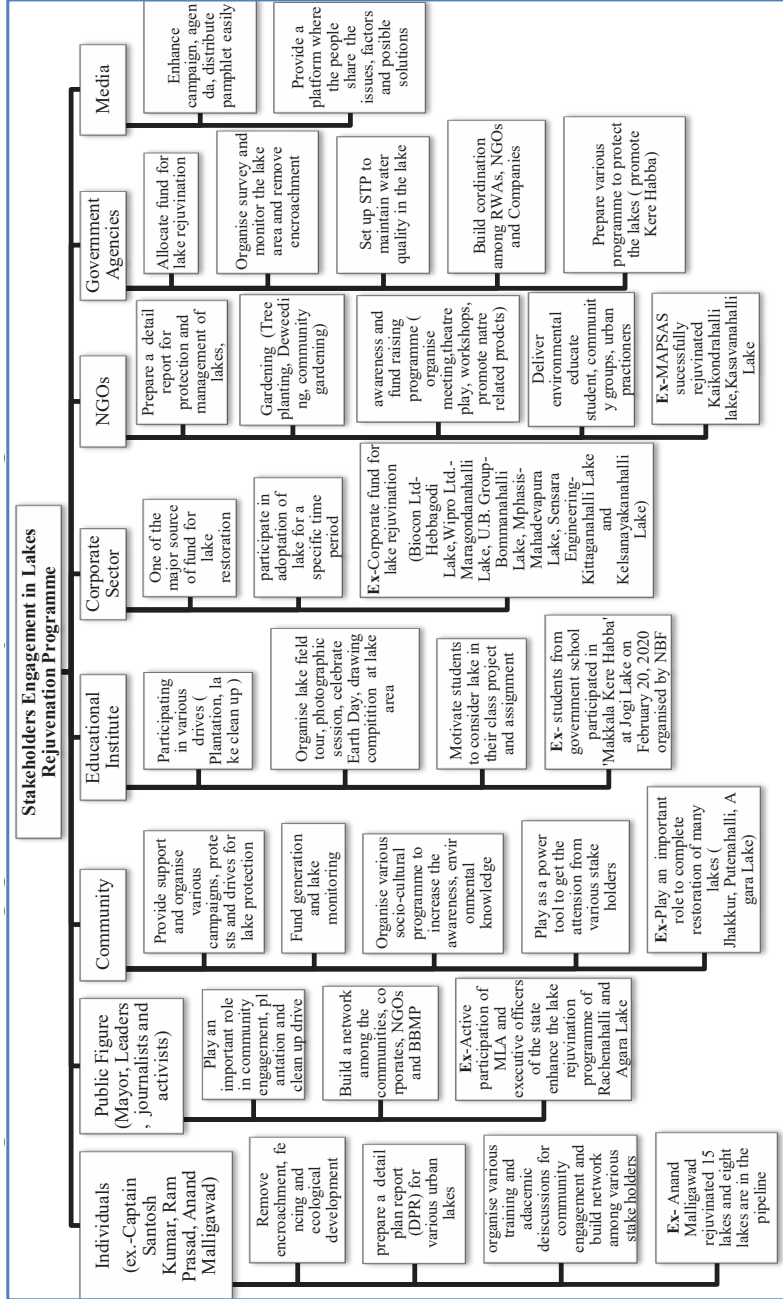 Stakeholders Engagement in Lakes
Rejuvenation Programme
Individuals
(ex.-Captain
Santosh
Kumar, Ram
Prasad, Anand
Malligawad)
Remove
encroachment, fe
ncing and
ecological
development
prepare a detail
plan report
(DPR) for
various urban
lakes
organise various
training and
adacemic
deiscussions for
community
engagement and
build network
among various
stake holders
Ex- Anand
Malligawad
rejuvinated 15
lakes and eight
lakes are in the
pipeline
Public Figure
(Mayor, Leaders
, journalists and
activists)
Play an
important role
in community
engagement, pl
antation and
clean up drive
Build a network
among the
communities, co
rporates, NGOs
and BBMP
Ex-Active
participation of
MLA and
executive officers
of the state
enhance the lake
rejuvination
programme of
Rachenahalli and
Agara Lake
Community
Provide support
and organise
various
campaigns, prote
sts and drives for
lake protection
Fund generation
and lake
monitoring
Organise various
socio-cultural
programme to
increase the
awareness, envir
onmental
knowledge
Play as a power
tool to get the
attension from
various stake
holders
Ex-Play an important
role to complete
restoration of many
lakes (
Jhakkur, Putenahalli, A
gara Lake)
Educational
Institute
Participating
in various
drives (
Plantation, la
ke clean up )
Organise lake field
tour, photographic
session, celebrate
Earth Day, drawing
compitition at lake
area
Motivate students
to consider lake in
their class project
and assignment
Ex- students from
government school
participated in
'Makkala Kere Habba'
at Jogi Lake on
February 20, 2020
organised by NBF
Corporate
Sector
One of the
major source
of fund for
lake
restoration
participate in
adoptation of
lake for a
specific time
period
Ex-Corporate fund for
lake rejuvination
(Biocon Ltd-
Hebbagodi
Lake,Wipro Ltd.-
Maragondanahalli
Lake, U.B. Group-
Bommanahalli
Lake, Mphasis-
Mahadevapura
Lake, Sensara
Engineering-
Kittaganahalli Lake
and
Kelsanayakanahalli
Lake)
NGOs
Prepare a detail
report for
protection and
management of
lakes,
Gardening (Tree
planting, Deweedi
ng, community
gardening)
awareness and
fund raising
programme (
organise
meeting,theatre
play, workshops,
promote natre
related prodcts)
Deliver
environmental
educate
student, communit
y groups, urban
practioners
Ex-MAPSAS
sucessfully
rejuvinated
Kaikondrahalli
lake,Kasavanahalli
Lake
Government
Agencies
Allocate fund for
lake rejuvination
Organise survey and
monitor the lake
area and remove
encroachment
Set up STP to
maintain water
quality in the lake
Build cordination
among RWAs, NGOs
and Companies
Prepare various
programme to protect
the lakes ( promote
Kere Habba)
Media
Enhance
campaign, agen
da, distribute
pamphlet easily
Provide a
platform where
the people
share the
issues, factors
and posible
solutions